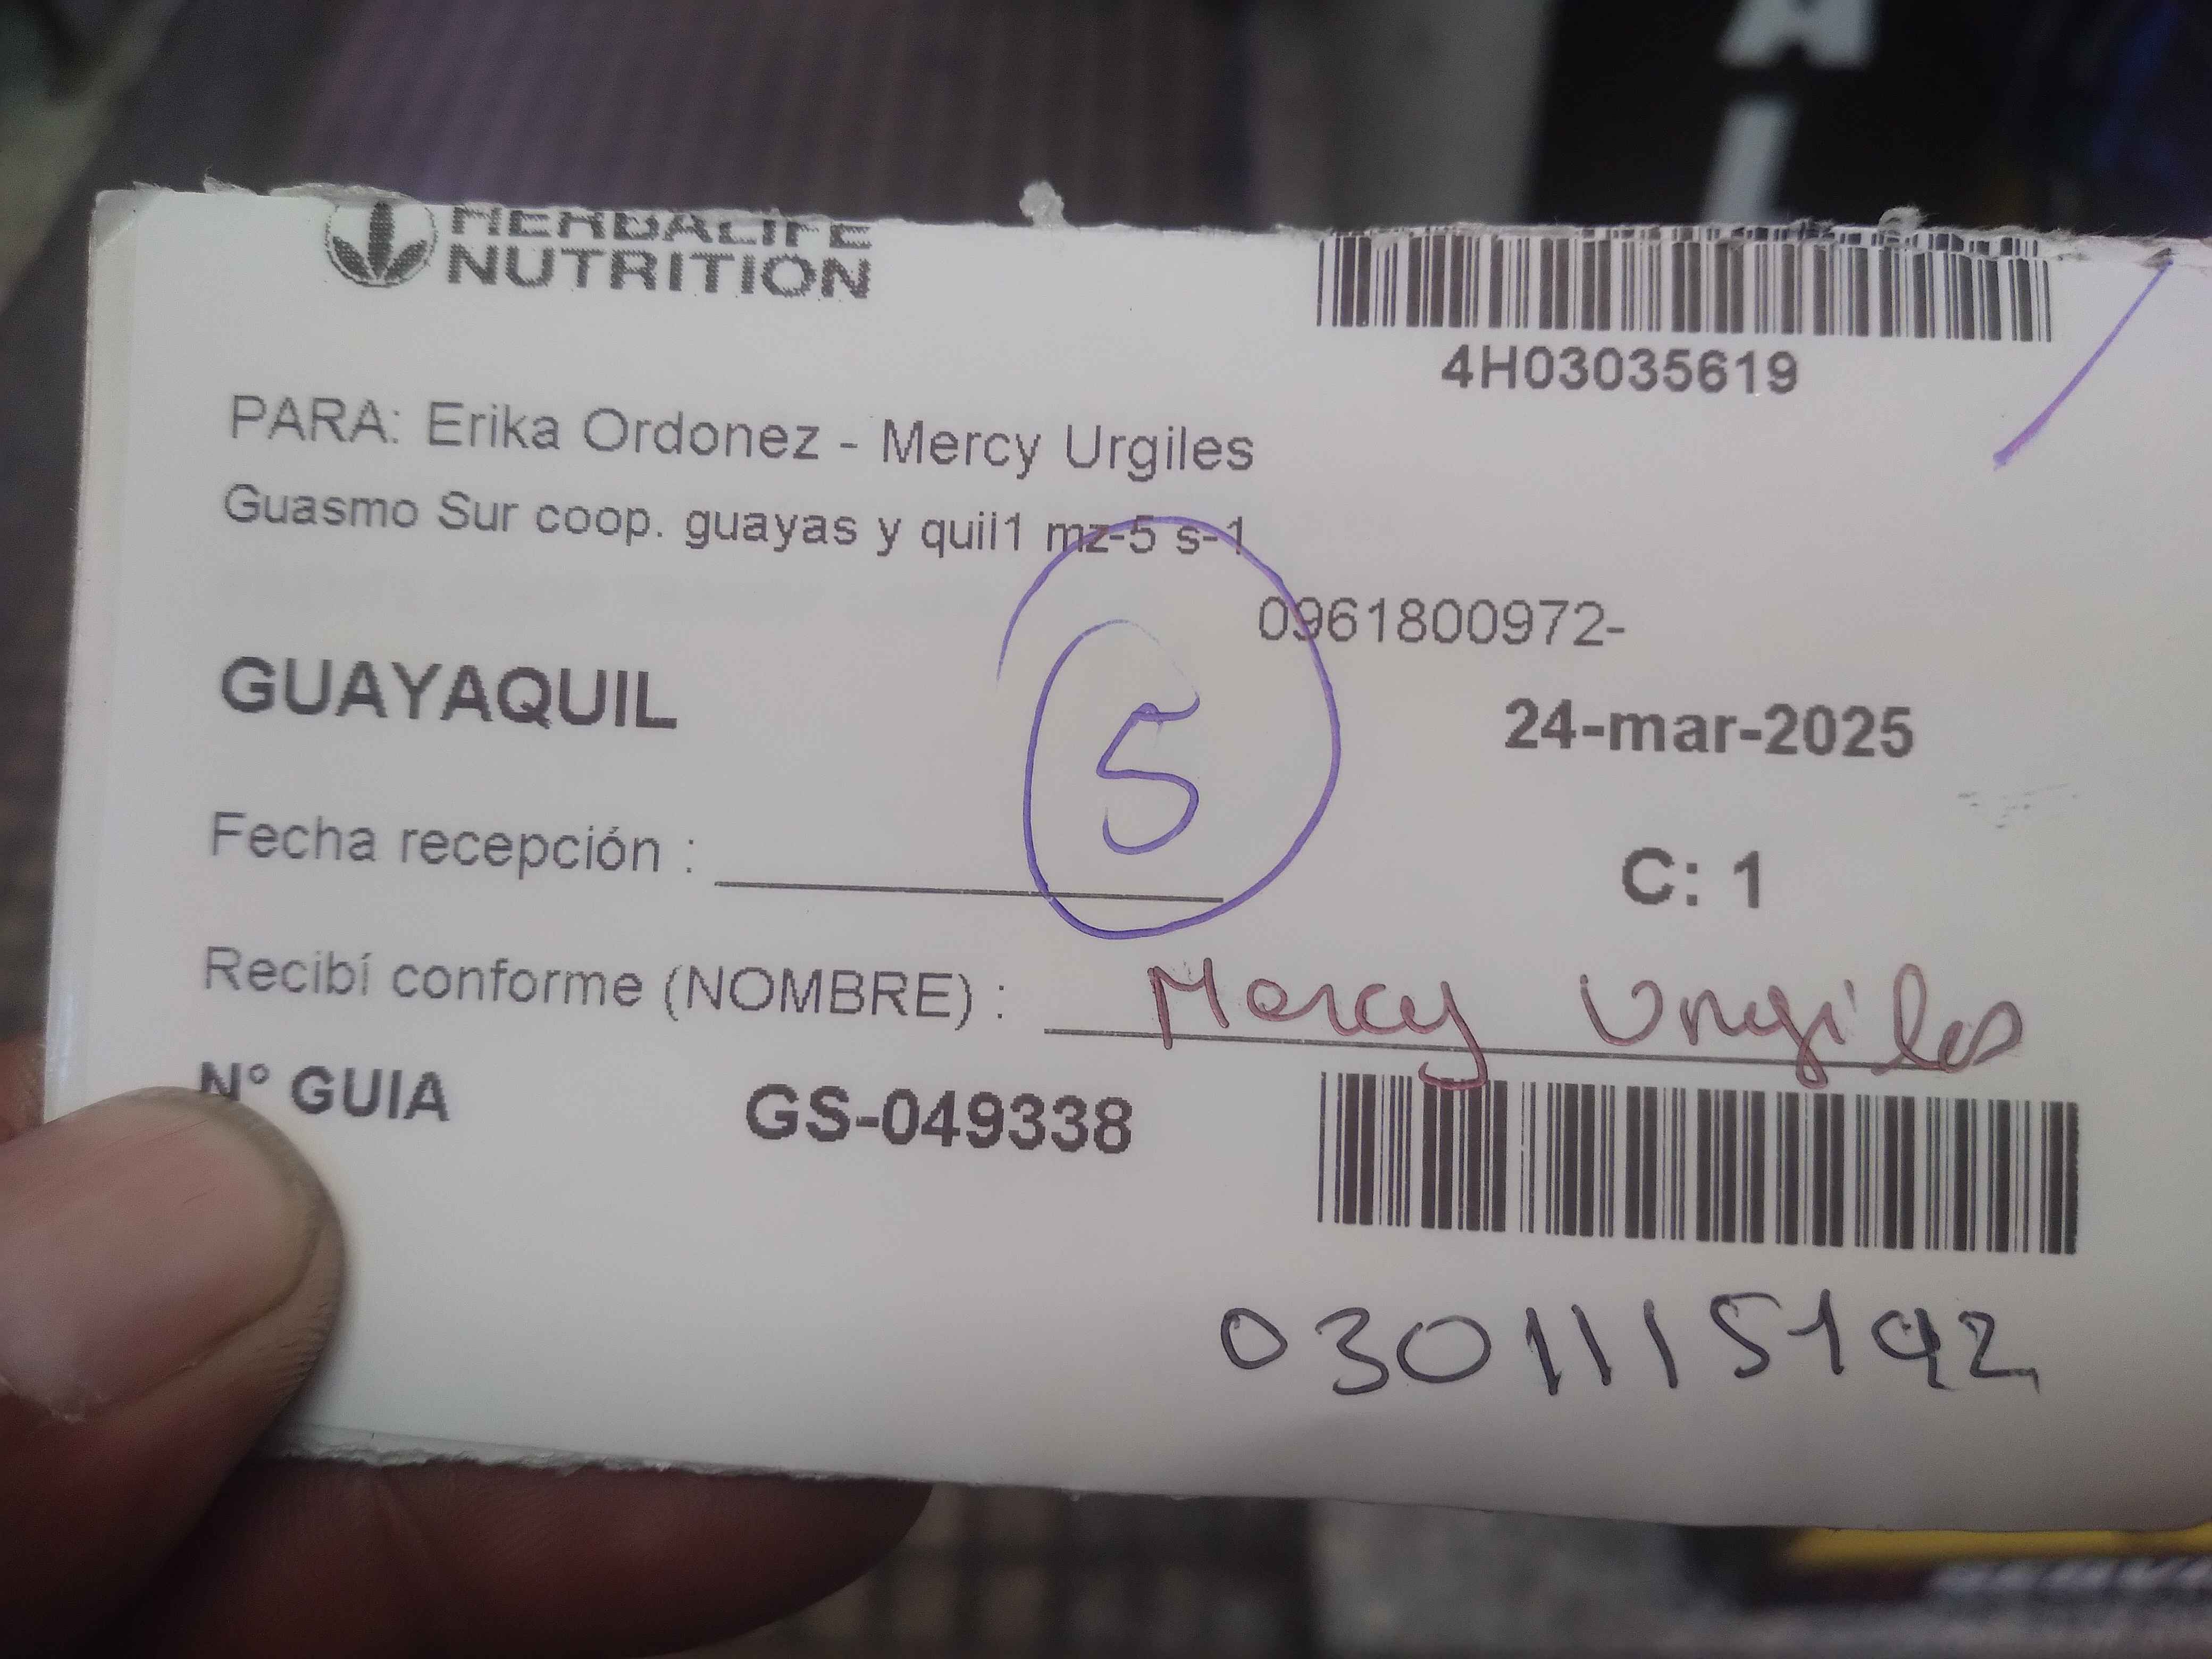 HERBALIFE
NUTRITION
4H03035619
PARA: Erika Ordonez - Mercy Urgiles
Guasmo Sur coop. guayas y quil1 mz-5 s-1
0961800972-
GUAYAQUIL
5
24-mar-2025
Fecha recepción :
C: 1
Recibí conforme (NOMBRE) : Mercy Urgiles
N° GUIA GS-049338
0301115192